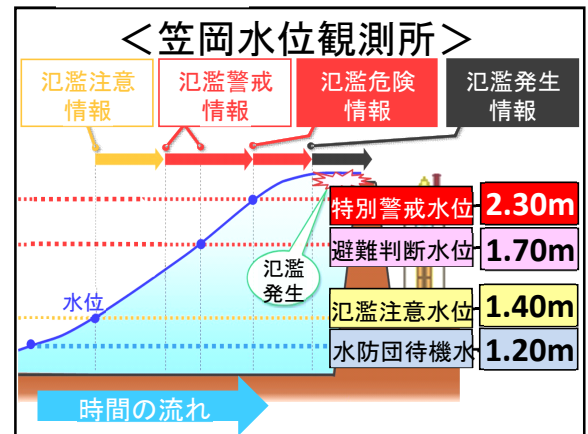 ＜笠岡水位観測所＞
氾濫注意
情報
氾濫警戒
情報
氾濫危険
情報
氾濫発生
情報
特別警戒水位 2.30m
避難判断水位 1.70m
氾濫
発生
水位
氾濫注意水位 1.40m
水防団待機水 1.20m
時間の流れ